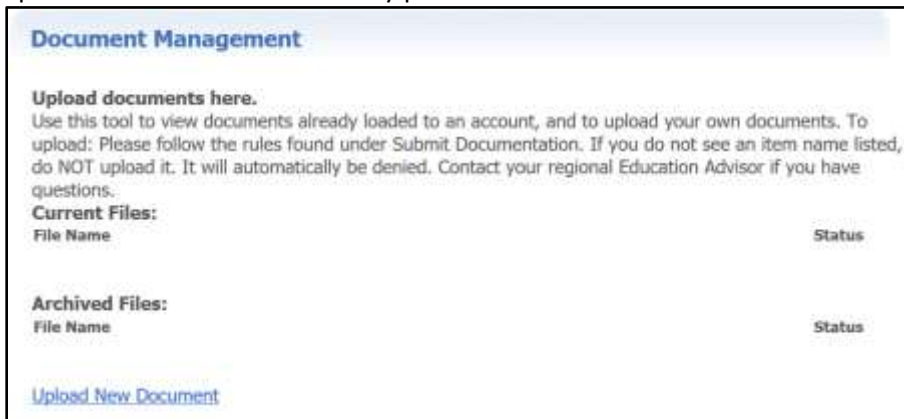 Document Management
Upload documents here.
Use this tool to view documents already loaded to an account, and to upload your own documents. To
upload: Please follow the rules found under Submit Documentation. If you do not see an item name listed,
do NOT upload it. It will automatically be denied. Contact your regional Education Advisor if you have
questions.
Current Files:
File Name Status
Archived Files:
File Name Status
Upload New Document